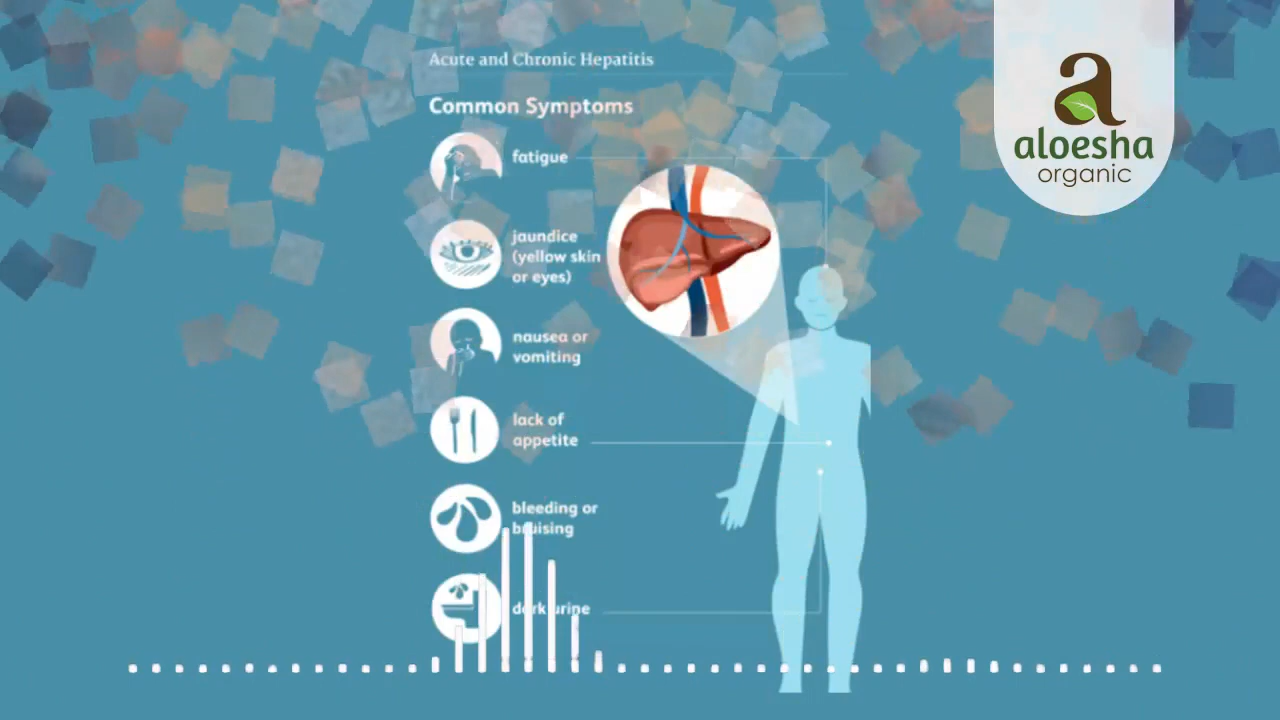 Acute and Chronic Hepatitis
Common Symptoms
fatigue
jaundice
(yellow skin
or eyes)
nausea or
vomiting
lack of
appetite
bleeding or
bruising
dark urine
a
aloesha
organic